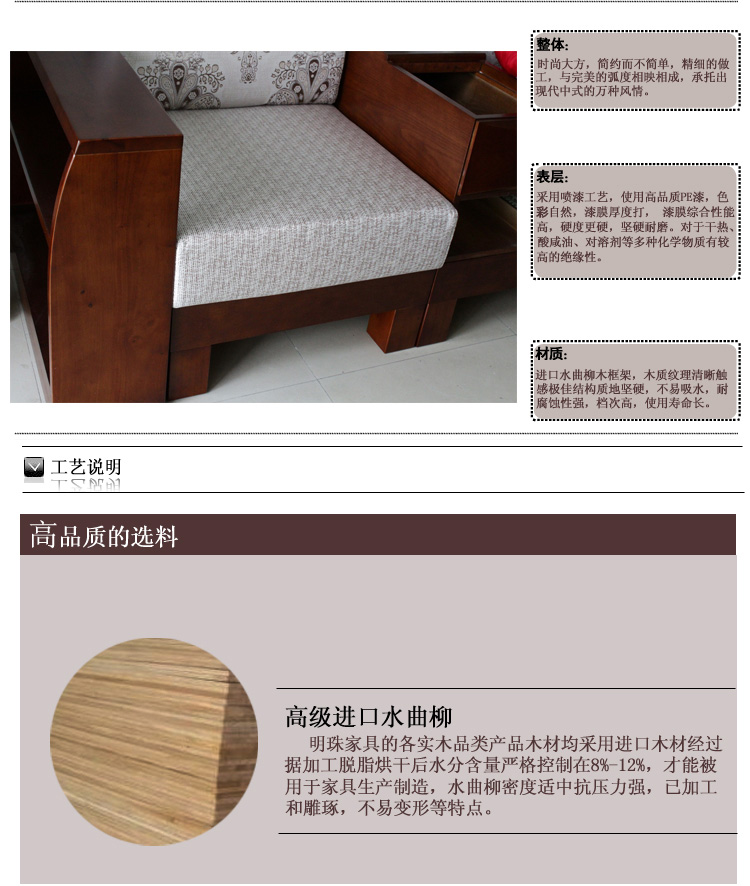 整体:
时尚大方，简约而不简单，精细的做
工，与完美的弧度相映相成，承托出
现代中式的万种风情。
表层:
采用喷漆工艺，使用高品质PE漆，色
彩自然，漆膜厚度打， 漆膜综合性能
高，硬度更硬，坚硬耐磨。对于干热、
酸咸油、对溶剂等多种化学物质有较
高的绝缘性。
材质:
进口水曲柳木框架，木质纹理清晰触
感极佳结构质地坚硬，不易吸水，耐
腐蚀性强，档次高，使用寿命长。
工艺说明
高品质的选料
高级进口水曲柳
明珠家具的各实木品类产品木材均采用进口木材经过
据加工脱脂烘干后水分含量严格控制在8%-12%，才能被
用于家具生产制造，水曲柳密度适中抗压力强，已加工
和雕琢，不易变形等特点。